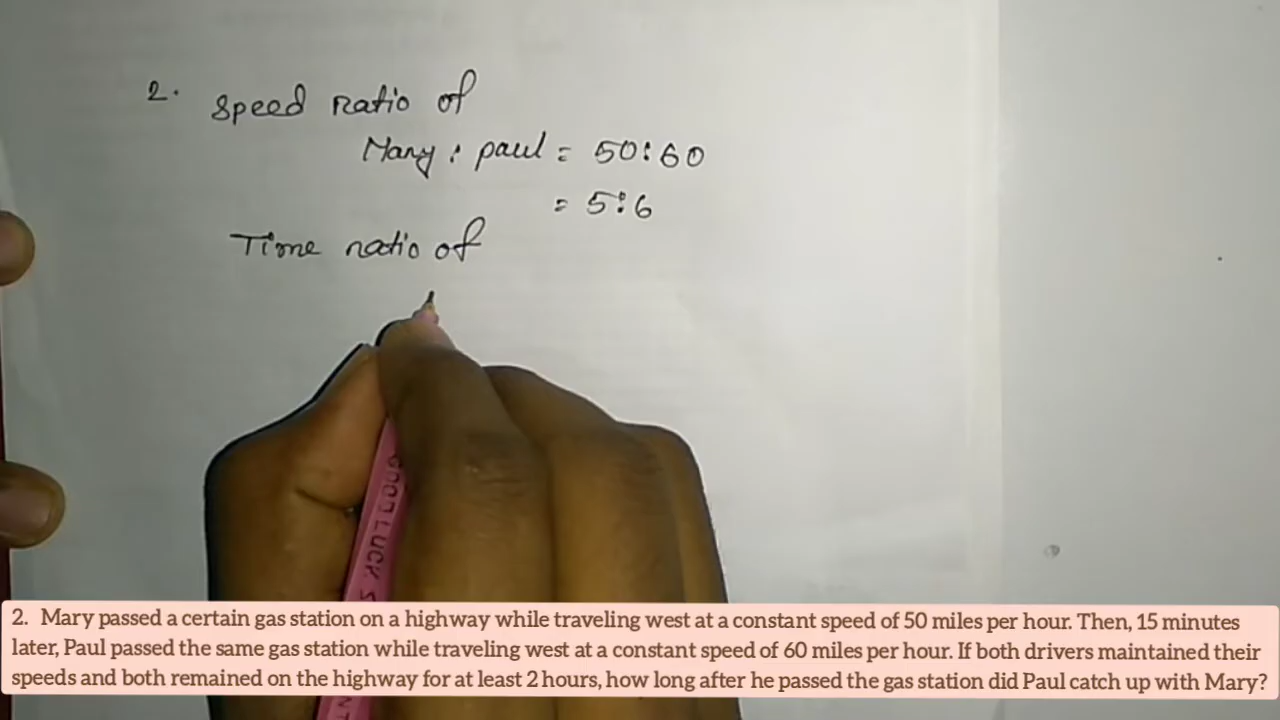 2. Speed ratio of
Mary : paul = 50:60
= 5:6
Time ratio of
GOOD LUCK
2. Mary passed a certain gas station on a highway while traveling west at a constant speed of 50 miles per hour. Then, 15 minutes
later, Paul passed the same gas station while traveling west at a constant speed of 60 miles per hour. If both drivers maintained their
speeds and both remained on the highway for at least 2 hours, how long after he passed the gas station did Paul catch up with Mary?